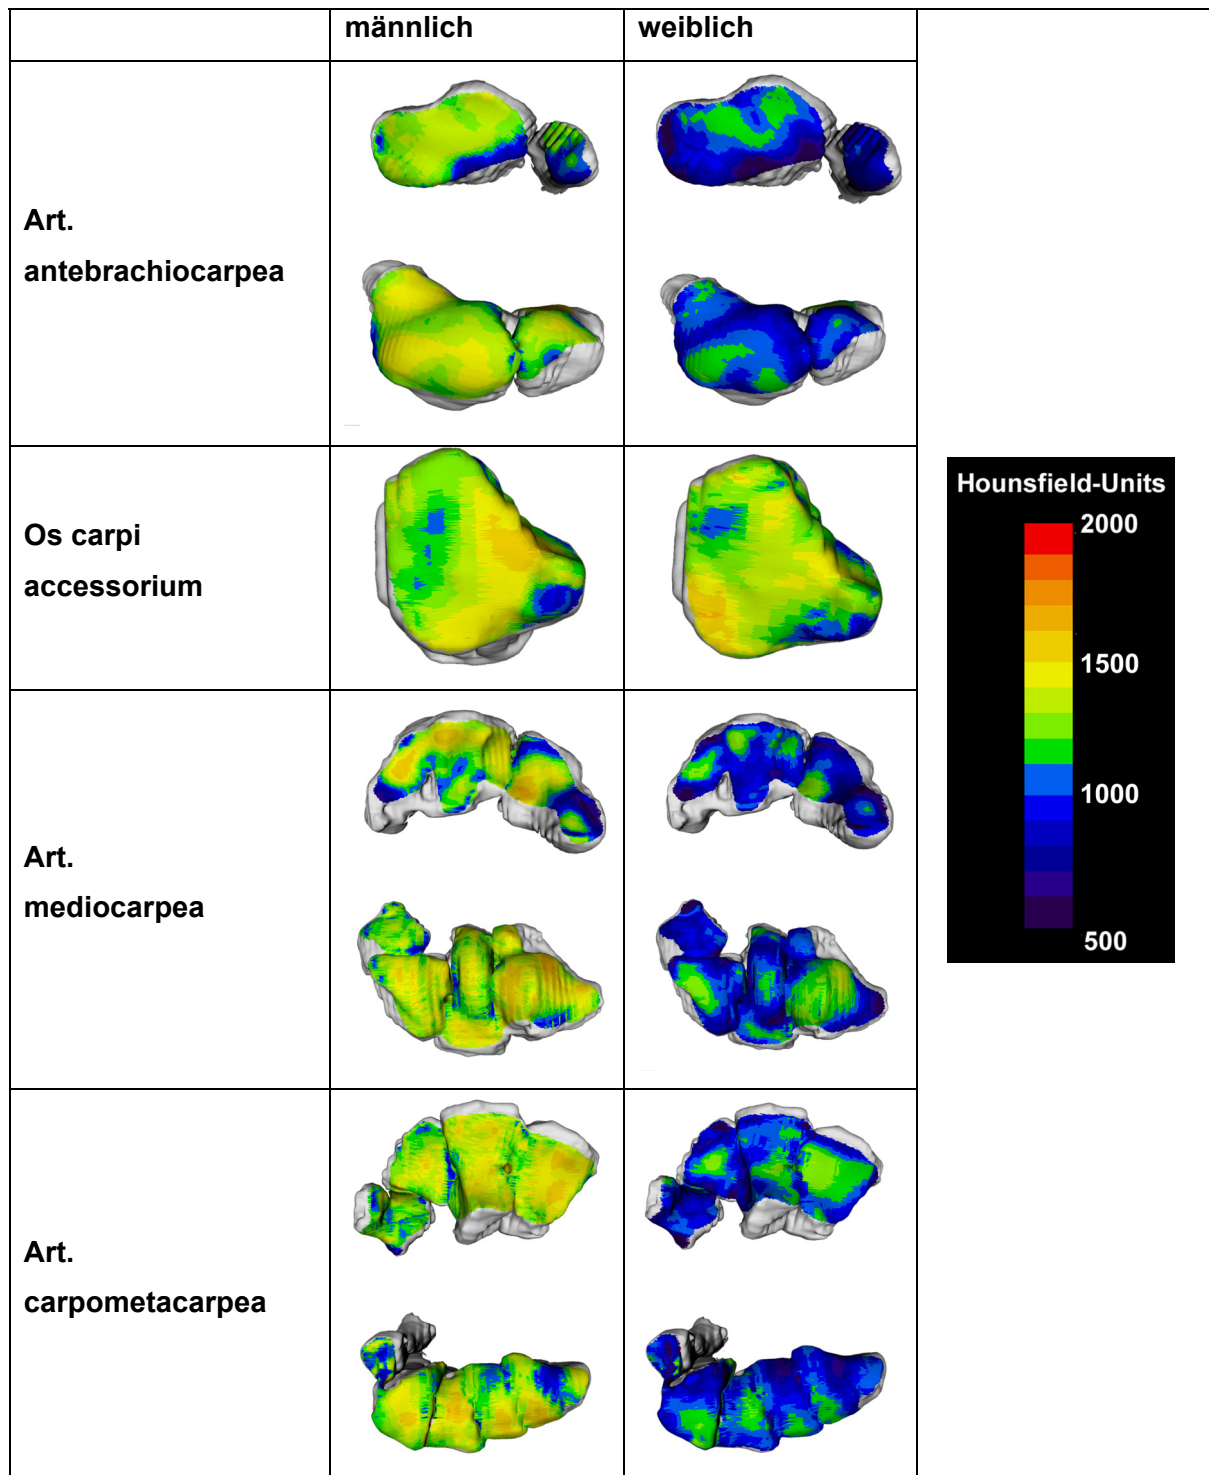 männlich weiblich
Art.
antebrachiocarpea
Os carpi
accessorium
Art.
mediocarpea
Art.
carpometacarpea
Hounsfield-Units
2000
1500
1000
500